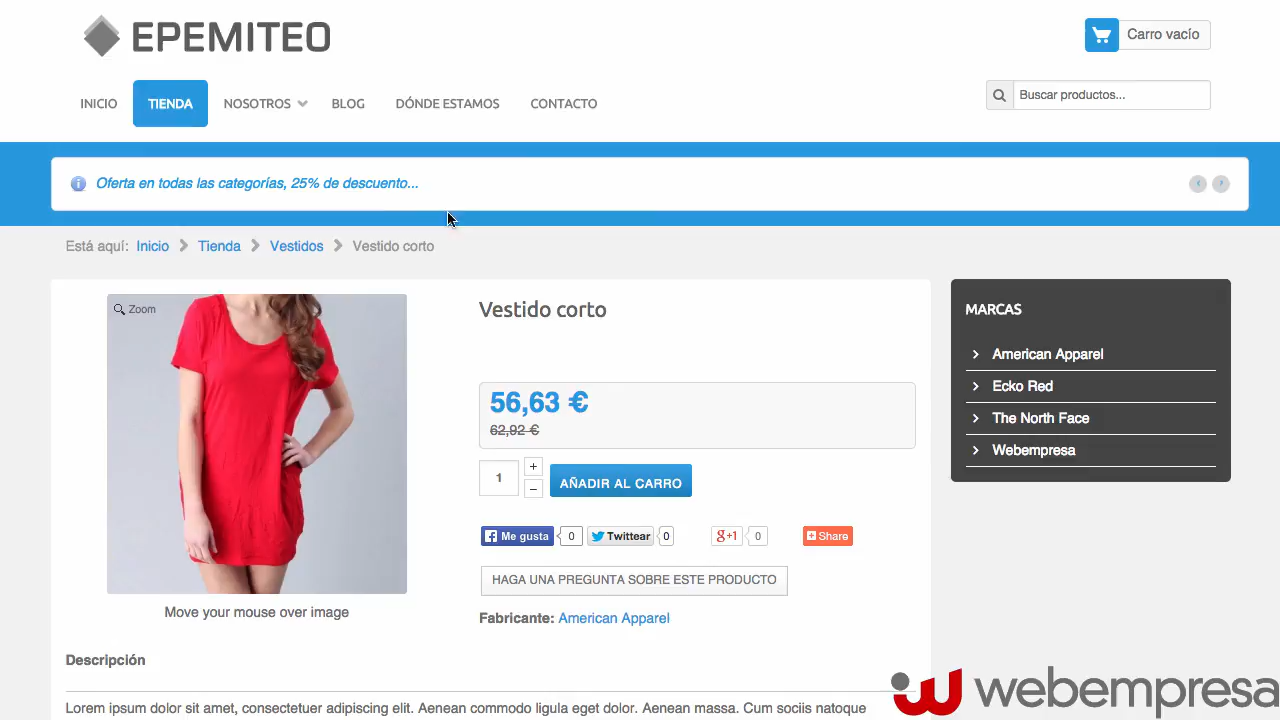 EPEMITEO
Carro vacío
INICIO
TIENDA
NOSOTROS
BLOG
DÓNDE ESTAMOS
CONTACTO
Buscar productos...
Oferta en todas las categorías, 25% de descuento...
Está aquí: Inicio Tienda Vestidos Vestido corto
Zoom
Move your mouse over image
Vestido corto
56,63 €
62,92 €
1 + −
AÑADIR AL CARRO
Me gusta 0 Twittear 0 g+1 0 Share
HAGA UNA PREGUNTA SOBRE ESTE PRODUCTO
Fabricante: American Apparel
MARCAS
American Apparel
Ecko Red
The North Face
Webempresa
Descripción
Lorem ipsum dolor sit amet, consectetuer adipiscing elit. Aenean commodo ligula eget dolor. Aenean massa. Cum sociis natoque
webempresa